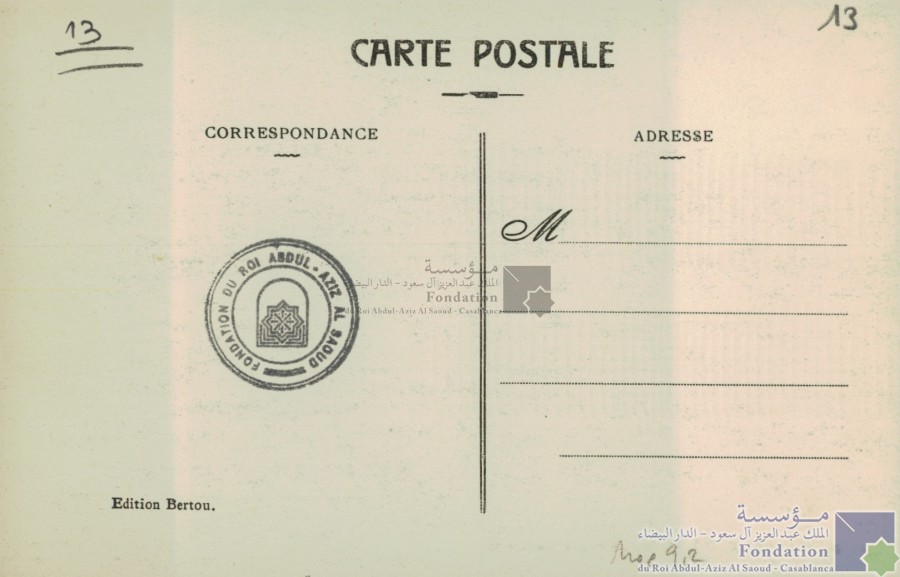 13
13
CARTE POSTALE
CORRESPONDANCE
ADRESSE
M
FONDATION DU ROI ABDUL-AZIZ AL SAOUD
مؤسسة
الملك عبد العزيز آل سعود - الدار البيضاء
Fondation
du Roi Abdul-Aziz Al Saoud - Casablanca
Edition Bertou.
مؤسسة
الملك عبد العزيز آل سعود - الدار البيضاء
Fondation
du Roi Abdul-Aziz Al Saoud - Casablanca